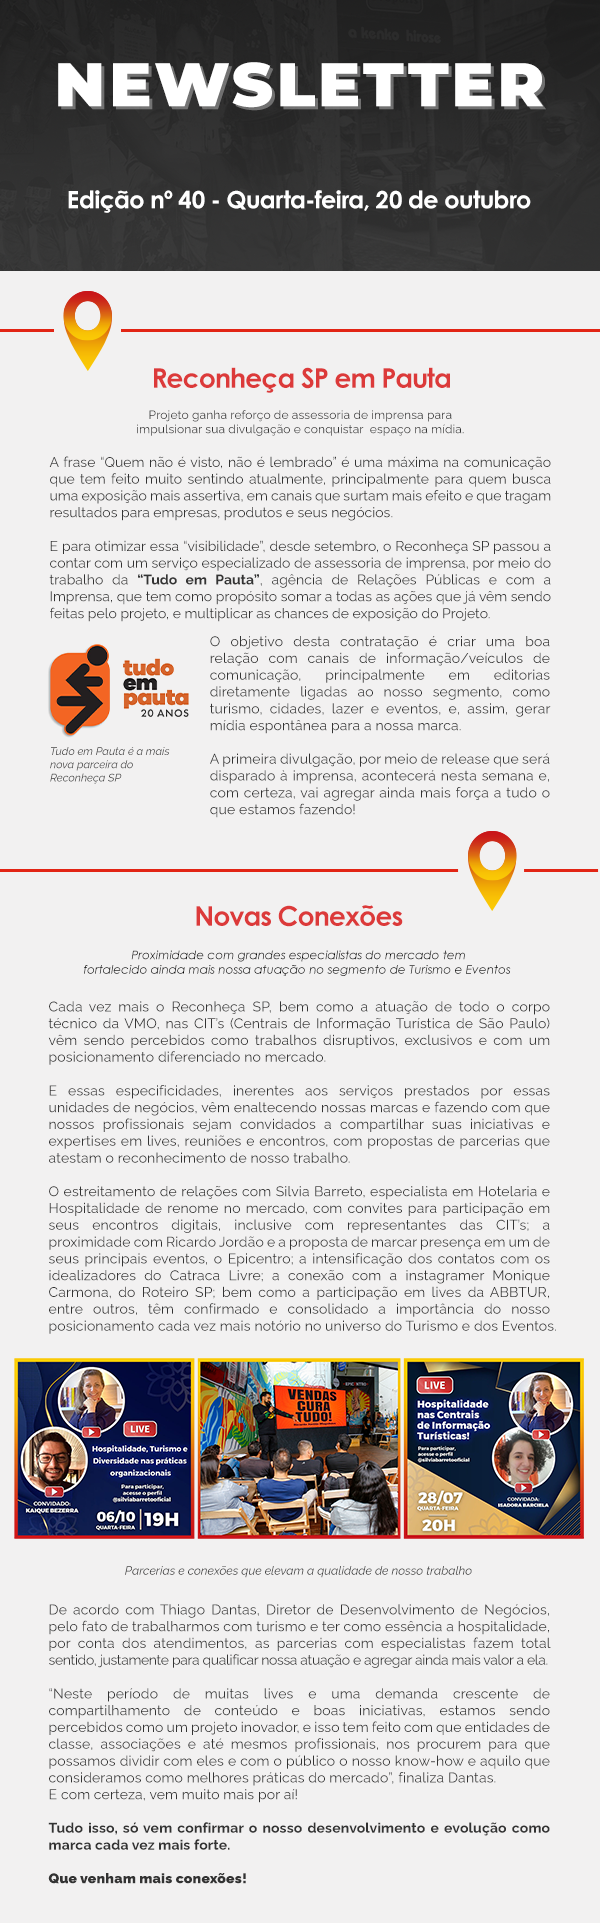 a kenko hirose
NEWSLETTER
Edição nº 40 - Quarta-feira, 20 de outubro
Reconheça SP em Pauta
Projeto ganha reforço de assessoria de imprensa para
impulsionar sua divulgação e conquistar espaço na mídia.
A frase “Quem não é visto, não é lembrado” é uma máxima na comunicação
que tem feito muito sentindo atualmente, principalmente para quem busca
uma exposição mais assertiva, em canais que surtam mais efeito e que tragam
resultados para empresas, produtos e seus negócios.
E para otimizar essa “visibilidade”, desde setembro, o Reconheça SP passou a
contar com um serviço especializado de assessoria de imprensa, por meio do
trabalho da “Tudo em Pauta”, agência de Relações Públicas e com a
Imprensa, que tem como propósito somar a todas as ações que já vêm sendo
feitas pelo projeto, e multiplicar as chances de exposição do Projeto.
tudo
em
pauta
20 ANOS
Tudo em Pauta é a mais
nova parceira do
Reconheça SP
O objetivo desta contratação é criar uma boa
relação com canais de informação/veículos de
comunicação, principalmente em editorias
diretamente ligadas ao nosso segmento, como
turismo, cidades, lazer e eventos, e, assim, gerar
mídia espontânea para a nossa marca.
A primeira divulgação, por meio de release que será
disparado à imprensa, acontecerá nesta semana e,
com certeza, vai agregar ainda mais força a tudo o
que estamos fazendo!
Novas Conexões
Proximidade com grandes especialistas do mercado tem
fortalecido ainda mais nossa atuação no segmento de Turismo e Eventos
Cada vez mais o Reconheça SP, bem como a atuação de todo o corpo
técnico da VMO, nas CIT's (Centrais de Informação Turística de São Paulo)
vêm sendo percebidos como trabalhos disruptivos, exclusivos e com um
posicionamento diferenciado no mercado.
E essas especificidades, inerentes aos serviços prestados por essas
unidades de negócios, vêm enaltecendo nossas marcas e fazendo com que
nossos profissionais sejam convidados a compartilhar suas iniciativas e
expertises em lives, reuniões e encontros, com propostas de parcerias que
atestam o reconhecimento de nosso trabalho.
O estreitamento de relações com Silvia Barreto, especialista em Hotelaria e
Hospitalidade de renome no mercado, com convites para participação em
seus encontros digitais, inclusive com representantes das CIT's; a
proximidade com Ricardo Jordão e a proposta de marcar presença em um de
seus principais eventos, o Epicentro; a intensificação dos contatos com os
idealizadores do Catraca Livre; a conexão com a instagramer Monique
Carmona, do Roteiro SP; bem como a participação em lives da ABBTUR,
entre outros, têm confirmado e consolidado a importância do nosso
posicionamento cada vez mais notório no universo do Turismo e dos Eventos.
LIVE
Hospitalidade, Turismo e
Diversidade nas práticas
organizacionais
Para participar,
acesse o perfil
@silviabarretooficial
CONVIDADO:
KAIQUE BEZERRA
06/10
QUARTA-FEIRA
19H
EPICENTRO
VENDAS
CURA
TUDO!
LIVE
Hospitalidade
nas Centrais
de Informação
Turísticas!
Para participar,
acesse o perfil
@silviabarretooficial
28/07
QUARTA-FEIRA
20H
CONVIDADA:
ISADORA BARCIELA
Parcerias e conexões que elevam a qualidade de nosso trabalho
De acordo com Thiago Dantas, Diretor de Desenvolvimento de Negócios,
pelo fato de trabalharmos com turismo e ter como essência a hospitalidade,
por conta dos atendimentos, as parcerias com especialistas fazem total
sentido, justamente para qualificar nossa atuação e agregar ainda mais valor a ela.
“Neste período de muitas lives e uma demanda crescente de
compartilhamento de conteúdo e boas iniciativas, estamos sendo
percebidos como um projeto inovador, e isso tem feito com que entidades de
classe, associações e até mesmos profissionais, nos procurem para que
possamos dividir com eles e com o público o nosso know-how e aquilo que
consideramos como melhores práticas do mercado”, finaliza Dantas.
E com certeza, vem muito mais por aí!
Tudo isso, só vem confirmar o nosso desenvolvimento e evolução como
marca cada vez mais forte.
Que venham mais conexões!